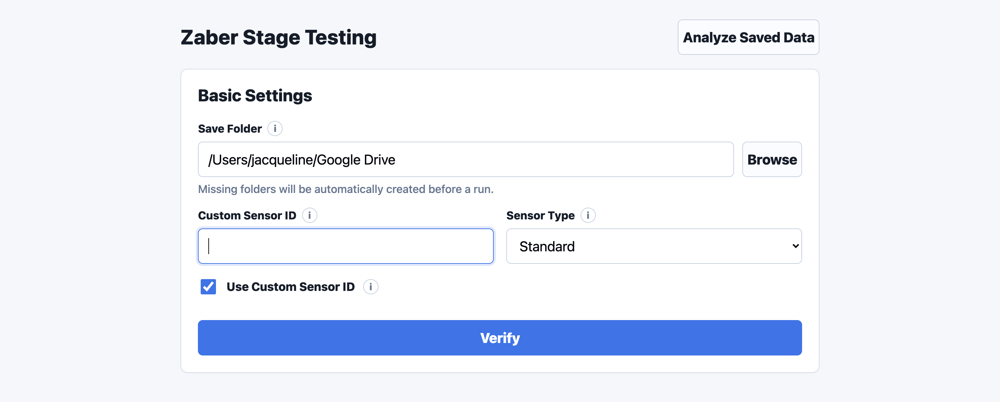 Zaber Stage Testing
Analyze Saved Data
Basic Settings
Save Folder i
/Users/jacqueline/Google Drive
Browse
Missing folders will be automatically created before a run.
Custom Sensor ID i
Sensor Type i
Standard
Use Custom Sensor ID i
Verify